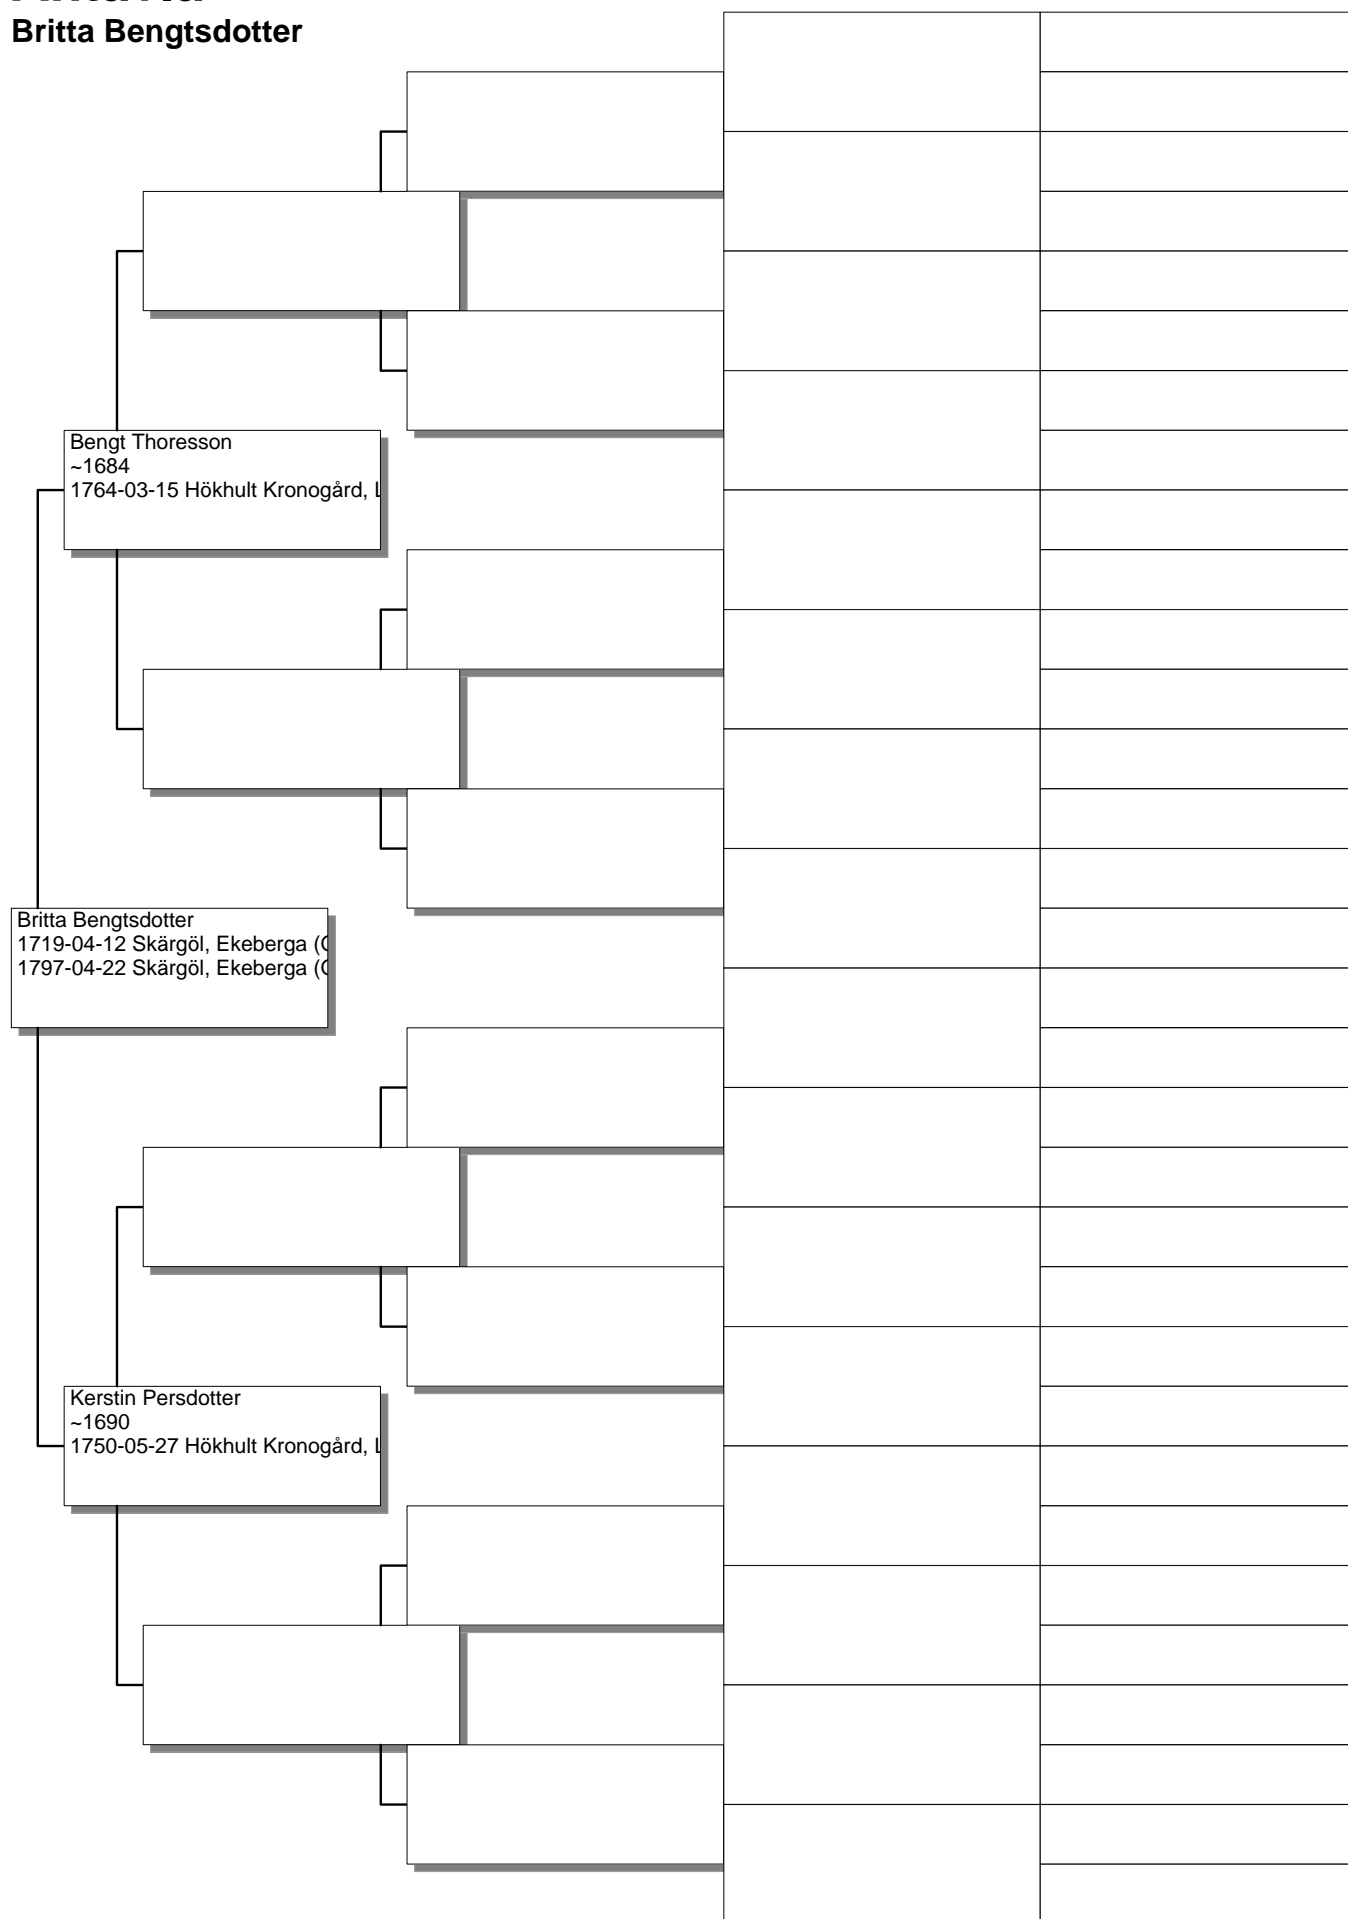 Britta Bengtsdotter
Bengt Thoresson
~1684
1764-03-15 Hökhult Kronogård, L
Britta Bengtsdotter
1719-04-12 Skärgöl, Ekeberga (
1797-04-22 Skärgöl, Ekeberga (
Kerstin Persdotter
~1690
1750-05-27 Hökhult Kronogård, L